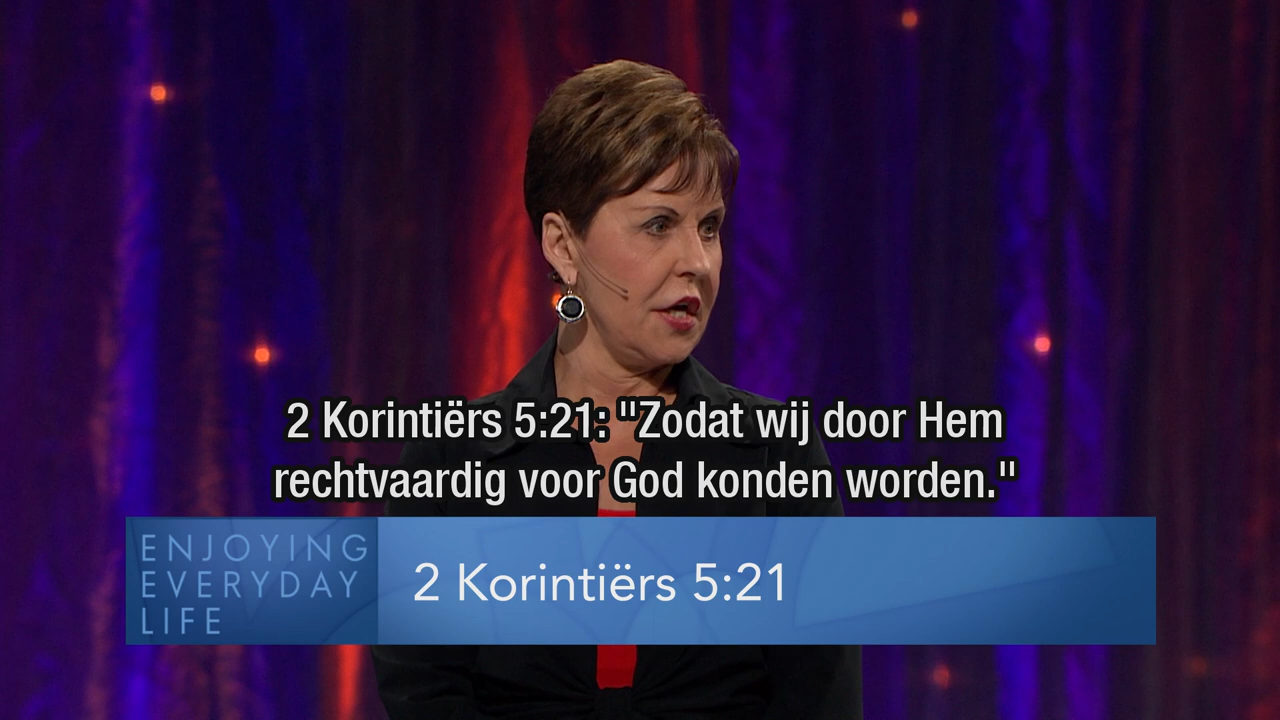 2 Korintiërs 5:21: "Zodat wij door Hem
rechtvaardig voor God konden worden."
ENJOYING
EVERYDAY
LIFE
2 Korintiërs 5:21